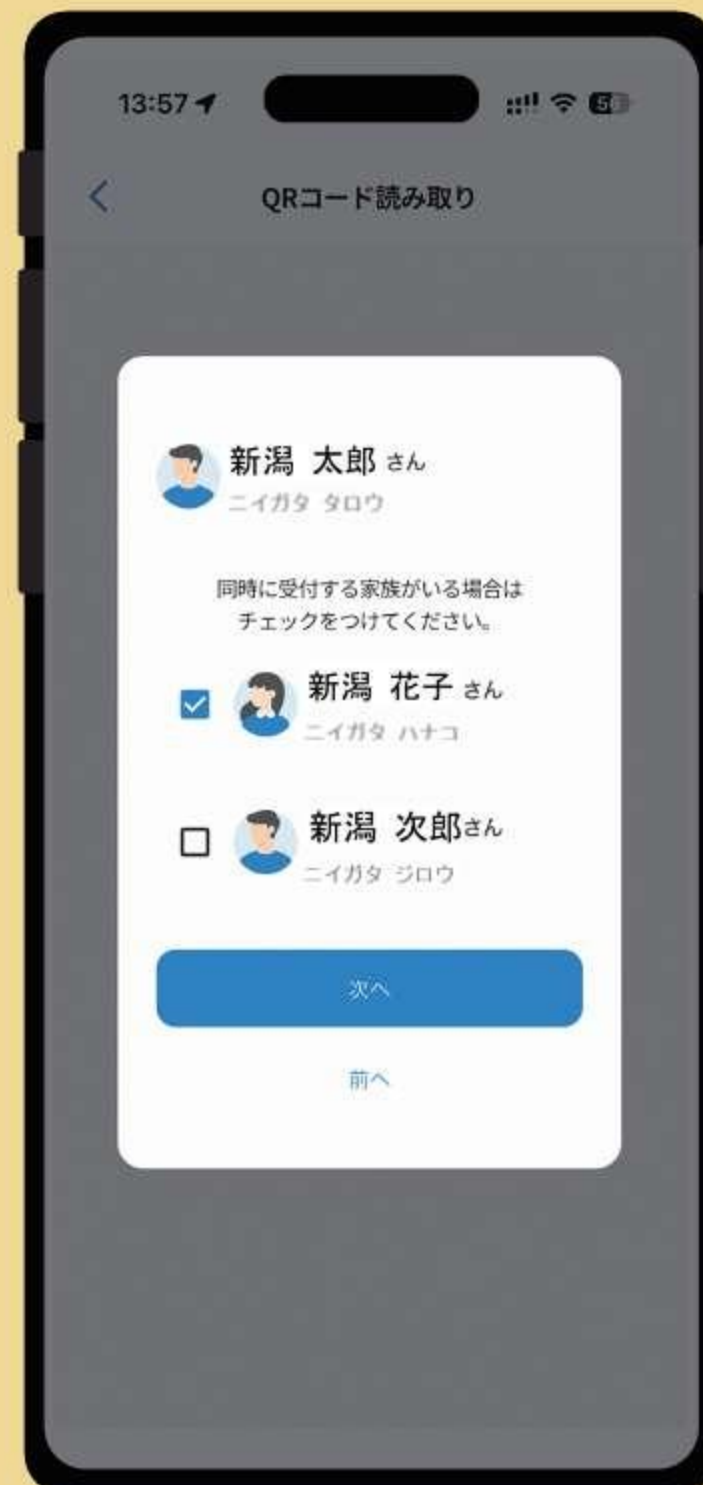 13:57
56
QRコード読み取り
新潟 太郎 さん
ニイガタ タロウ
同時に受付する家族がいる場合は
チェックをつけてください。
新潟 花子 さん
ニイガタ ハナコ
新潟 次郎さん
ニイガタ ジロウ
次へ
前へ